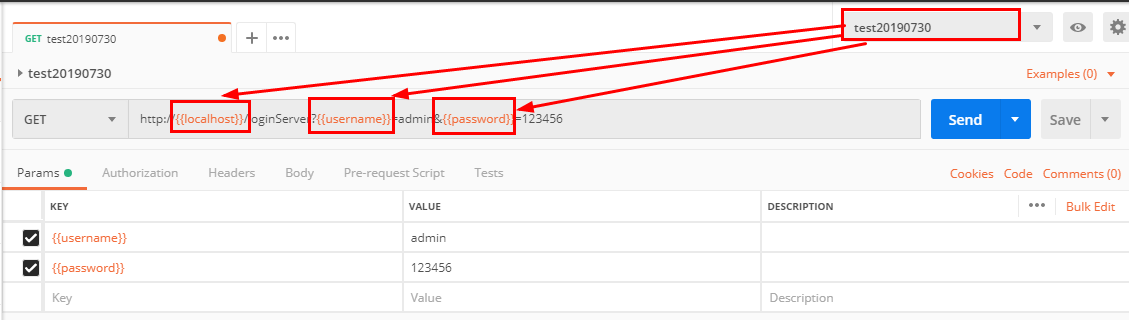 test20190730
GET test20190730
+ •••
test20190730
Examples (0)
GET http://{{localhost}}/loginServer?{{username}}=admin&{{password}}=123456 Send Save
Params Authorization Headers Body Pre-request Script Tests Cookies Code Comments (0)
KEY VALUE DESCRIPTION ••• Bulk Edit
{{username}} admin
{{password}} 123456
Key Value Description